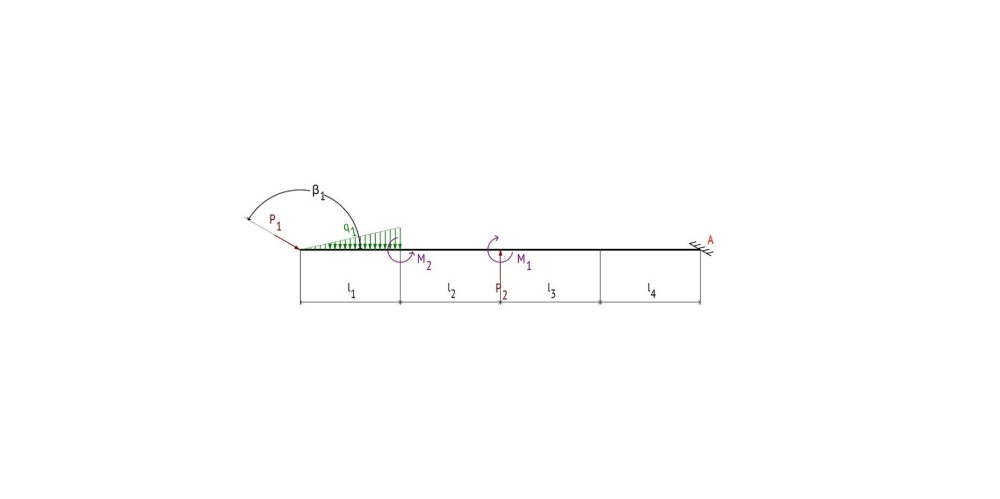 β₁
P₁
q₁
A
M₂
M₁
l₁
l₂
P₂
l₃
l₄